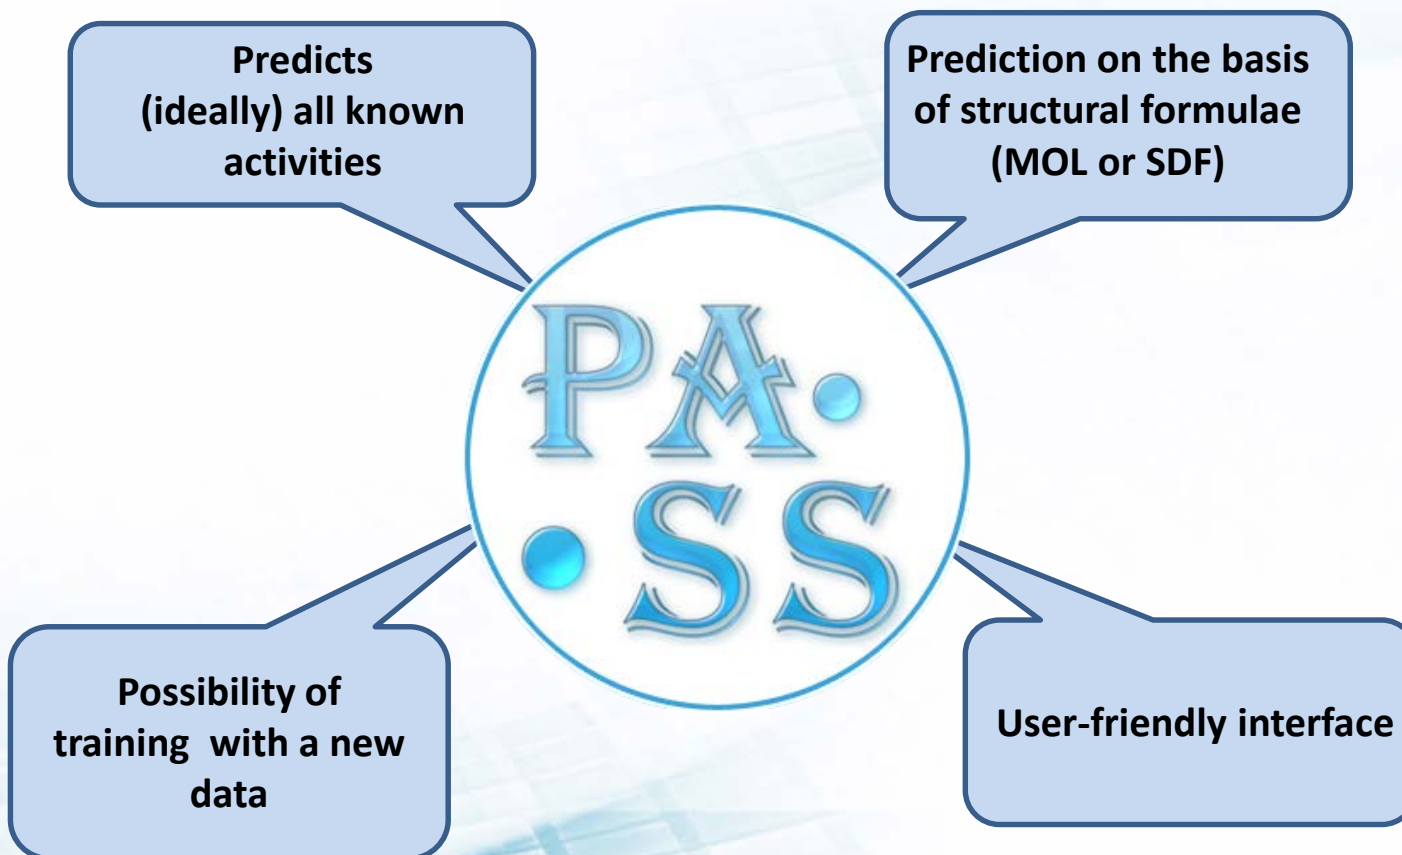 Predicts
(ideally) all known
activities
Prediction on the basis
of structural formulae
(MOL or SDF)
PA
SS
Possibility of
training  with a new
data
User-friendly interface